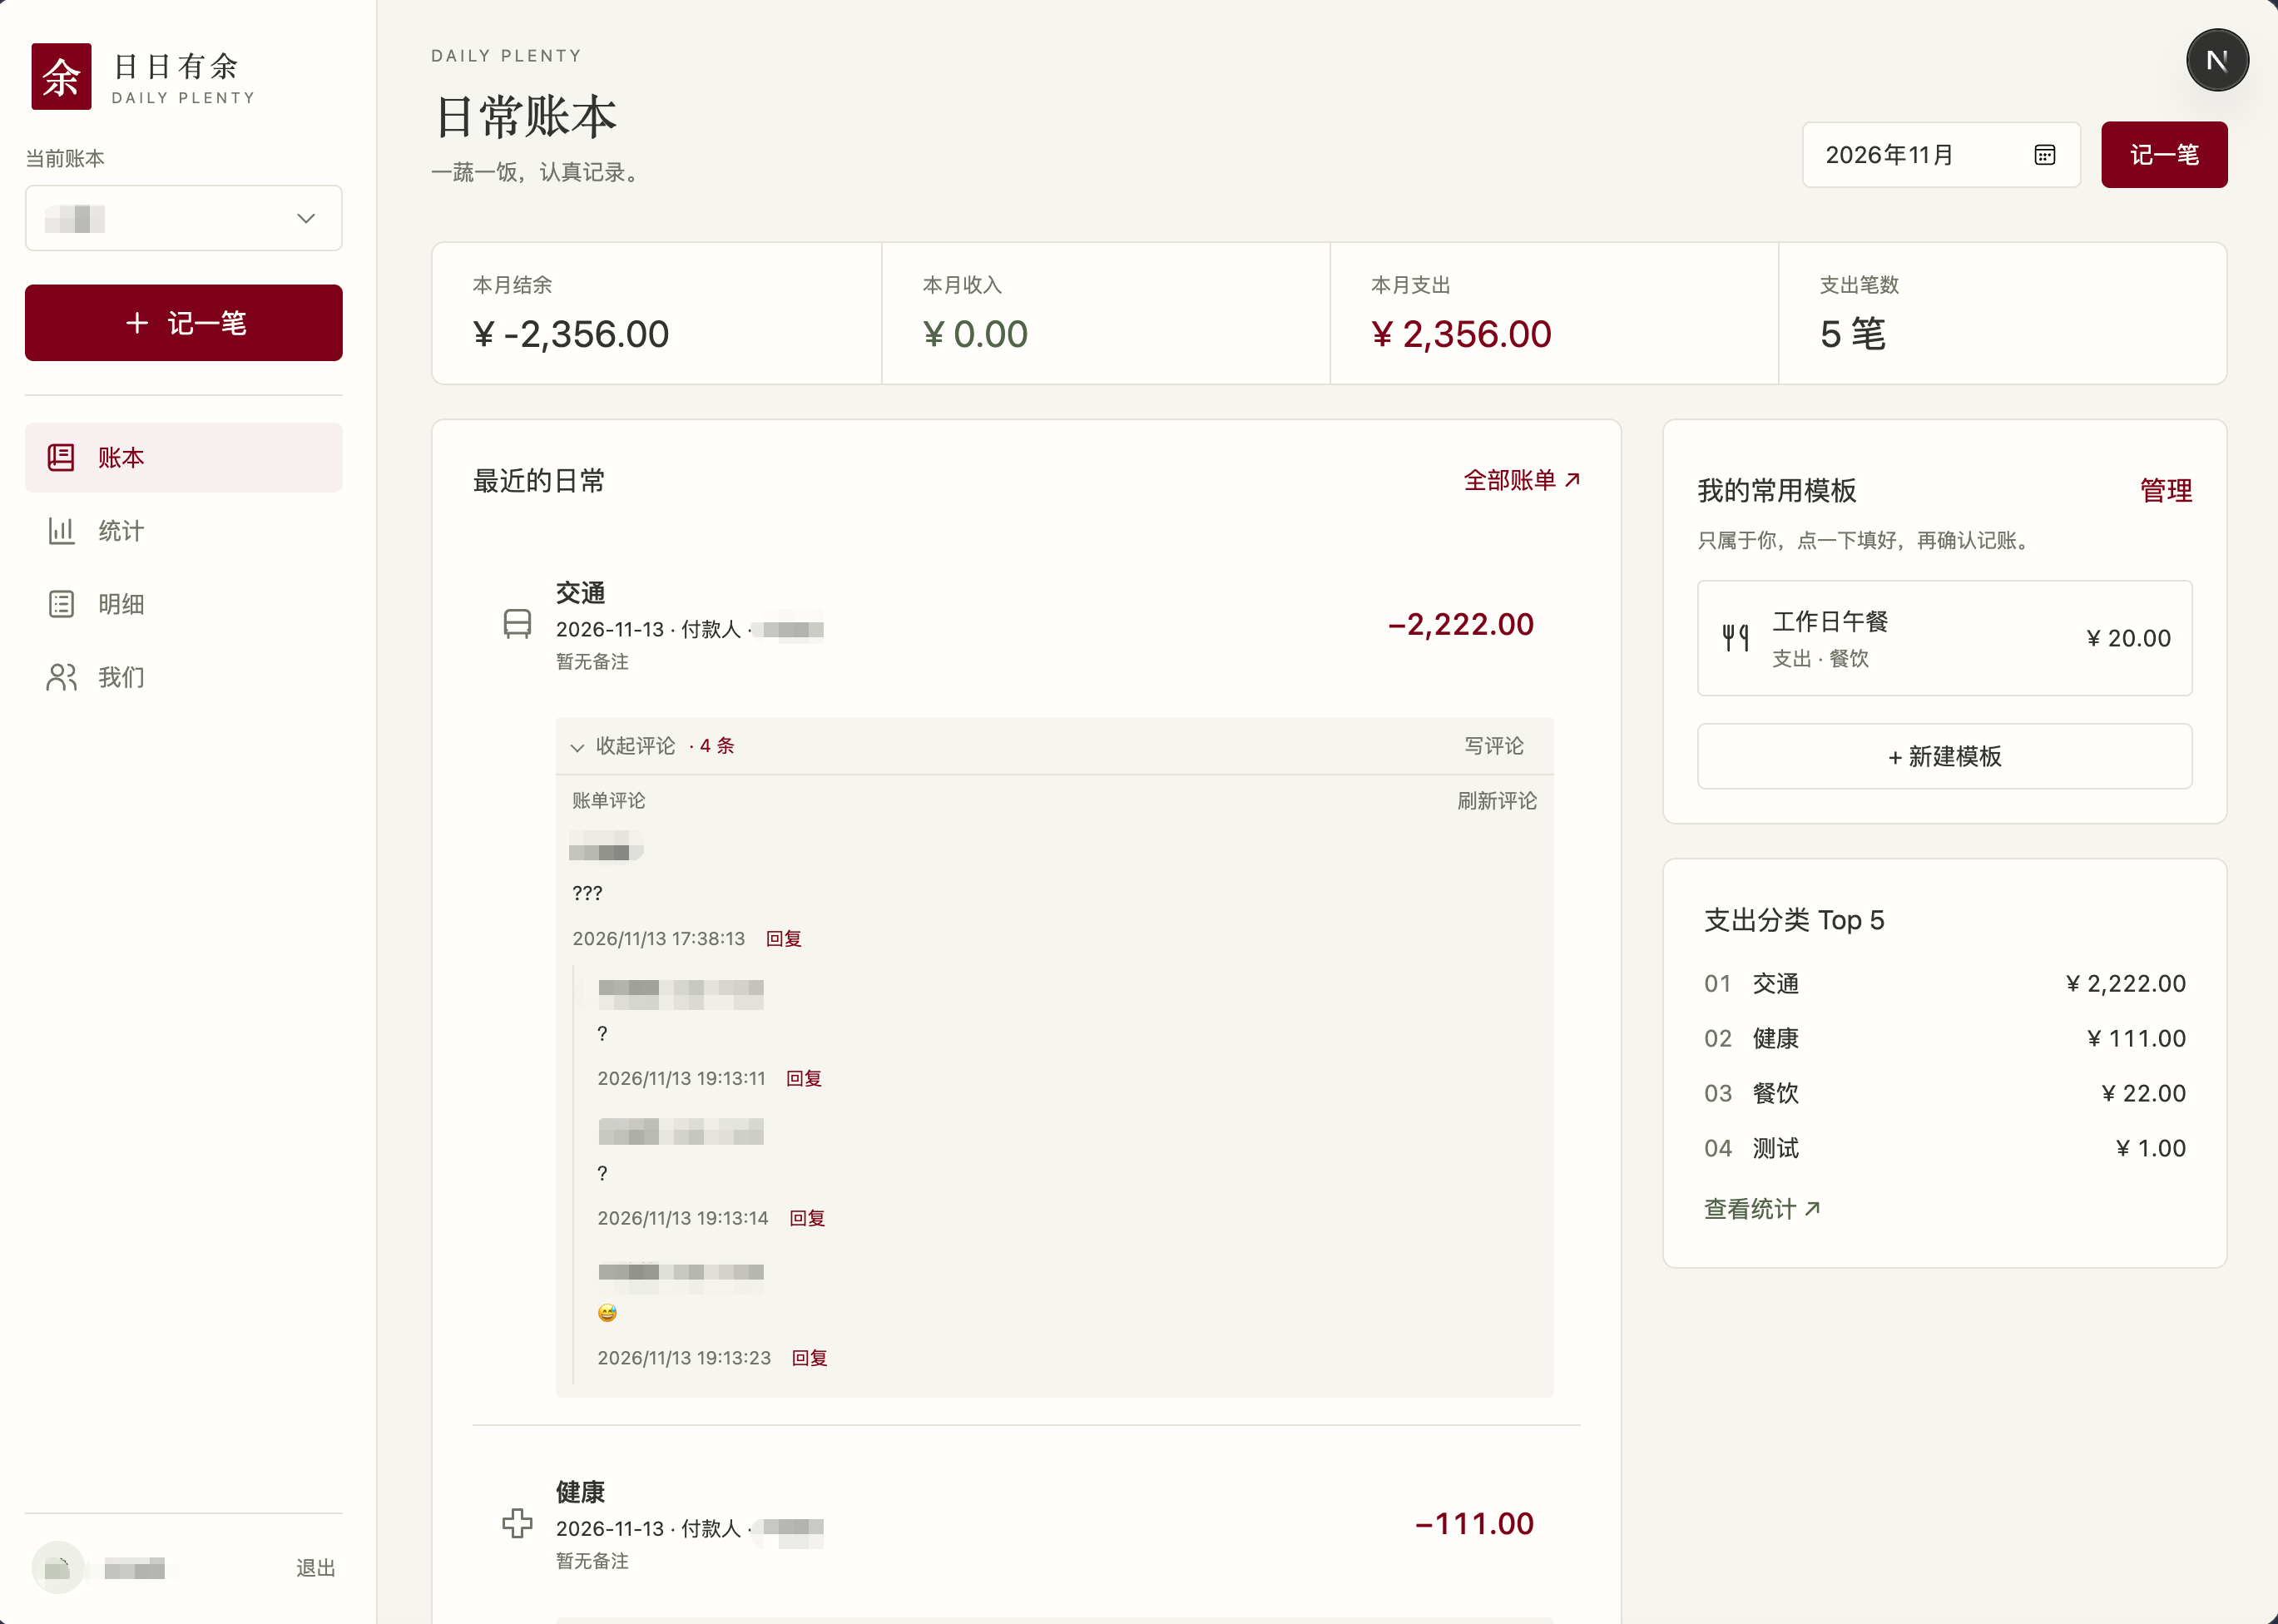 余
日日有余
DAILY PLENTY
当前账本
+ 记一笔
账本
统计
明细
我们
退出
DAILY PLENTY
日常账本
一蔬一饭，认真记录。
N
2026年11月
记一笔
本月结余
¥ -2,356.00
本月收入
¥ 0.00
本月支出
¥ 2,356.00
支出笔数
5 笔
最近的日常
全部账单 ↗
交通
2026-11-13 · 付款人 ·
暂无备注
−2,222.00
收起评论 · 4 条
写评论
账单评论
刷新评论
???
2026/11/13 17:38:13 回复
?
2026/11/13 19:13:11 回复
?
2026/11/13 19:13:14 回复
😅
2026/11/13 19:13:23 回复
健康
2026-11-13 · 付款人 ·
暂无备注
−111.00
我的常用模板
管理
只属于你，点一下填好，再确认记账。
工作日午餐
支出 · 餐饮
¥ 20.00
+ 新建模板
支出分类 Top 5
01 交通 ¥ 2,222.00
02 健康 ¥ 111.00
03 餐饮 ¥ 22.00
04 测试 ¥ 1.00
查看统计 ↗